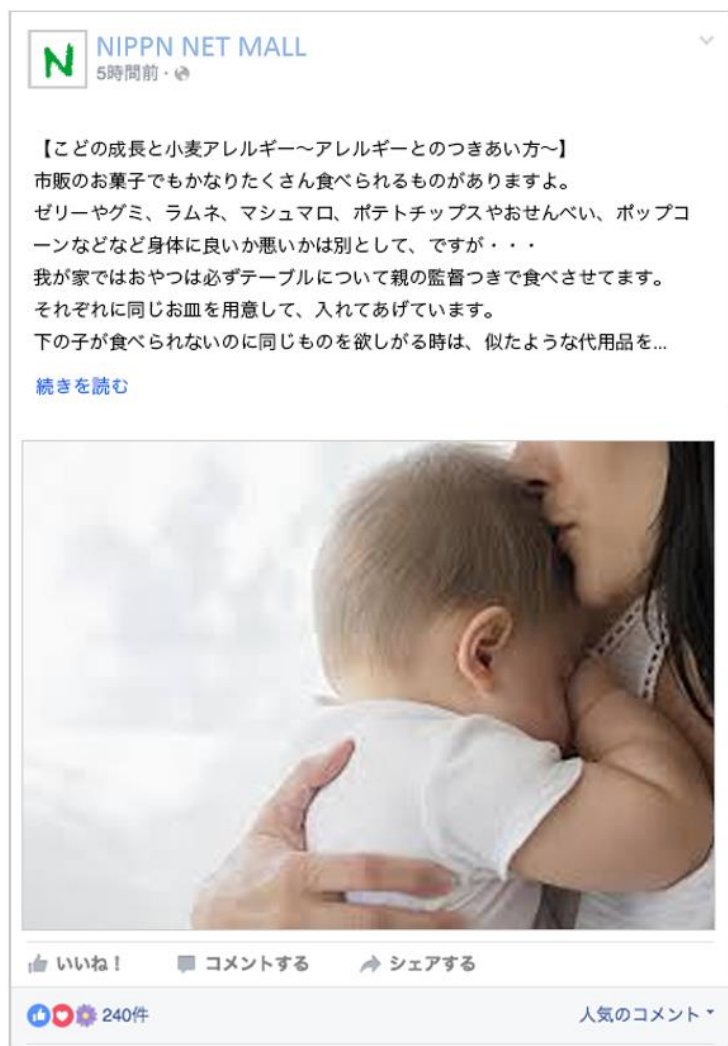 N
NIPPN NET MALL
5時間前・
【こどの成長と小麦アレルギー〜アレルギーとのつきあい方〜】
市販のお菓子でもかなりたくさん食べられるものがありますよ。
ゼリーやグミ、ラムネ、マシュマロ、ポテトチップスやおせんべい、ポップコ
ーンなどなど身体に良いか悪いかは別として、ですが・・・
我が家ではおやつは必ずテーブルについて親の監督つきで食べさせてます。
それぞれに同じお皿を用意して、入れてあげています。
下の子が食べられないのに同じものを欲しがる時は、似たような代用品を...
続きを読む
いいね！ コメントする シェアする
240件 人気のコメント